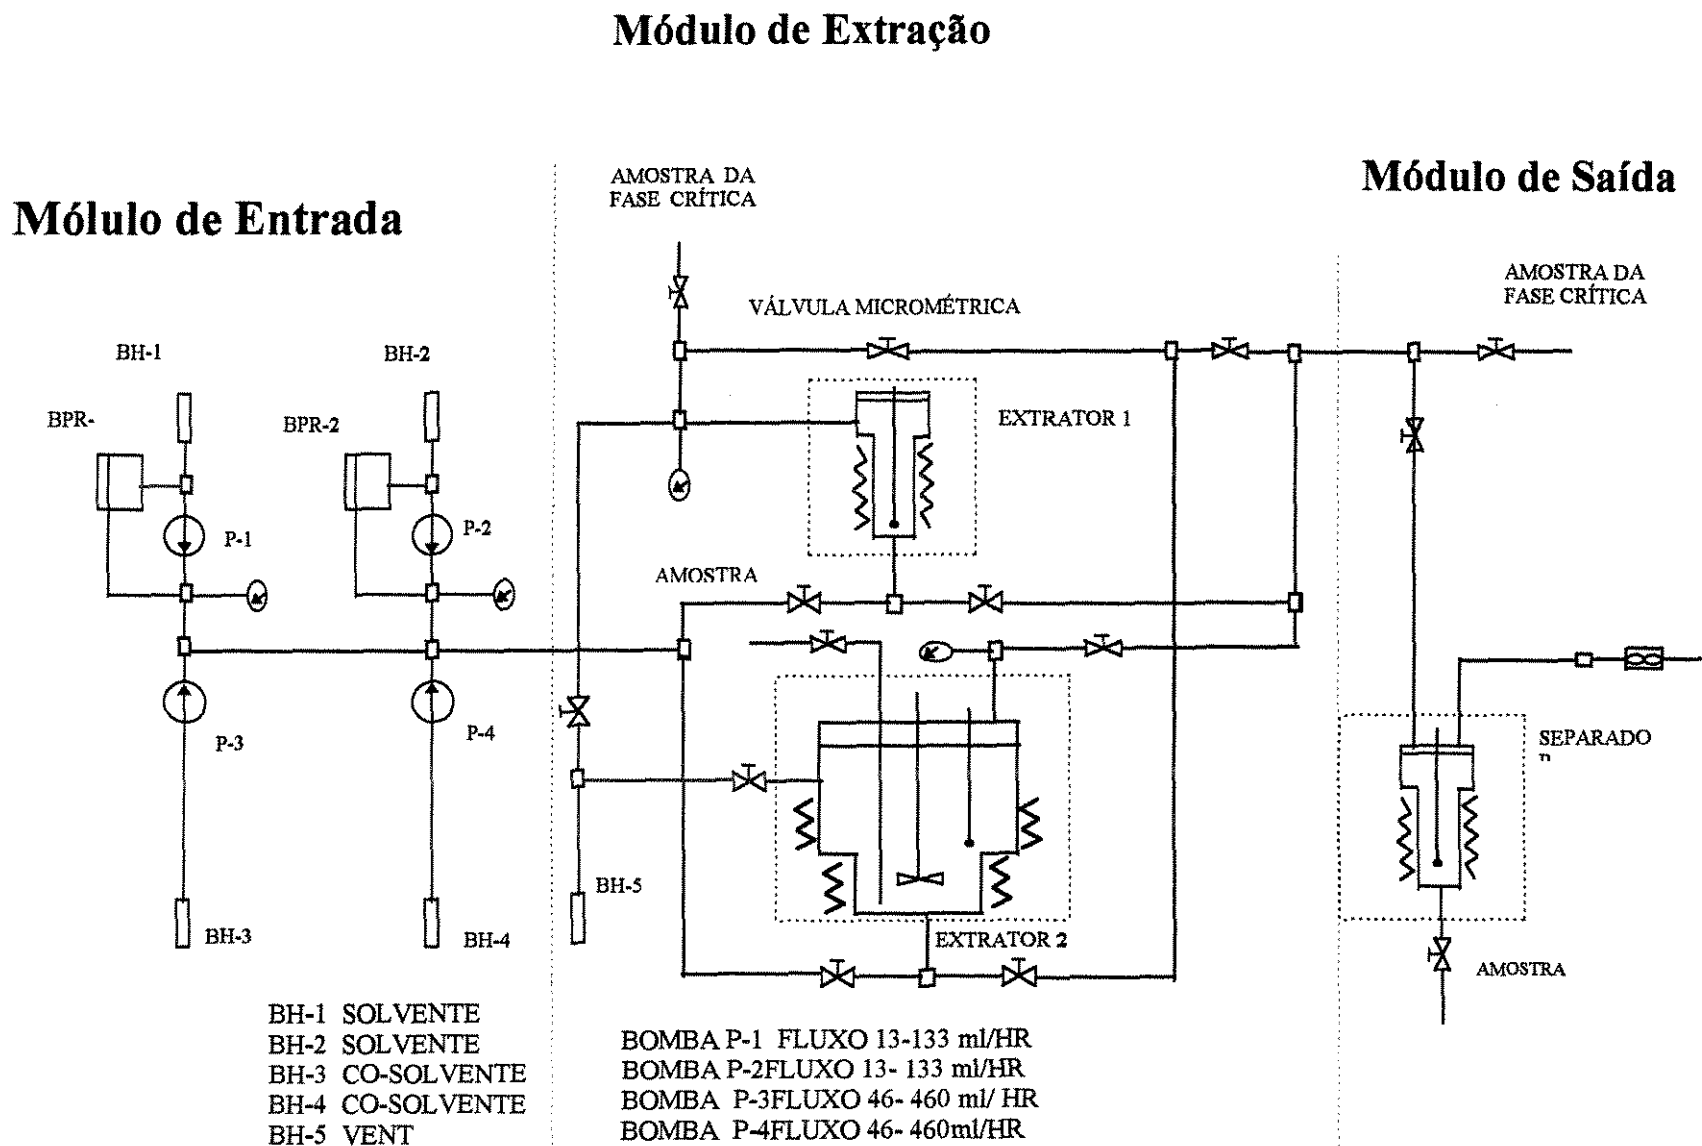 Módulo de Extração
Módulo de Saída
Mólulo de Entrada
AMOSTRA DA
FASE CRÍTICA
AMOSTRA DA
FASE CRÍTICA
VÁLVULA MICROMÉTRICA
BH-1
BH-2
BPR-
BPR-2
EXTRATOR 1
P-1
P-2
AMOSTRA
P-3
P-4
SEPARADO
BH-5
BH-3
BH-4
EXTRATOR 2
AMOSTRA
BH-1 SOLVENTE
BH-2 SOLVENTE
BH-3 CO-SOLVENTE
BH-4 CO-SOLVENTE
BH-5 VENT
BOMBA P-1 FLUXO 13-133 ml/HR
BOMBA P-2FLUXO 13- 133 ml/HR
BOMBA P-3FLUXO 46- 460 ml/ HR
BOMBA P-4FLUXO 46- 460ml/HR